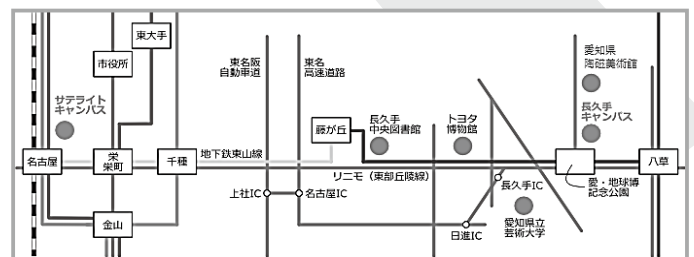 東大手
市役所
サテライト
キャンパス
名古屋
栄
栄町
千種
金山
地下鉄東山線
東名阪
自動車道
東名
高速道路
藤が丘
長久手
中央図書館
トヨタ
博物館
愛知県
陶磁美術館
長久手
キャンパス
リニモ（東部丘陵線）
八草
愛・地球博
記念公園
上社IC
名古屋IC
長久手IC
愛知県立
芸術大学
日進IC